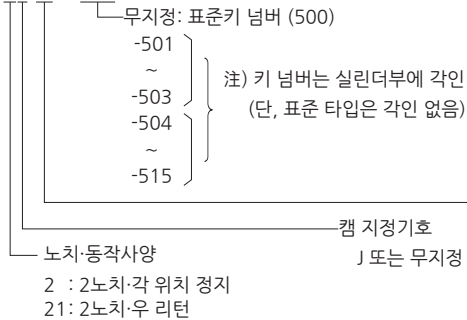 무지정: 표준키 넘버 (500)
-501
~
-503
-504
~
-515
注) 키 넘버는 실린더부에 각인
(단, 표준 타입은 각인 없음)
캠 지정기호
J 또는 무지정
노치·동작사양
2 : 2노치·각 위치 정지
21: 2노치·우 리턴